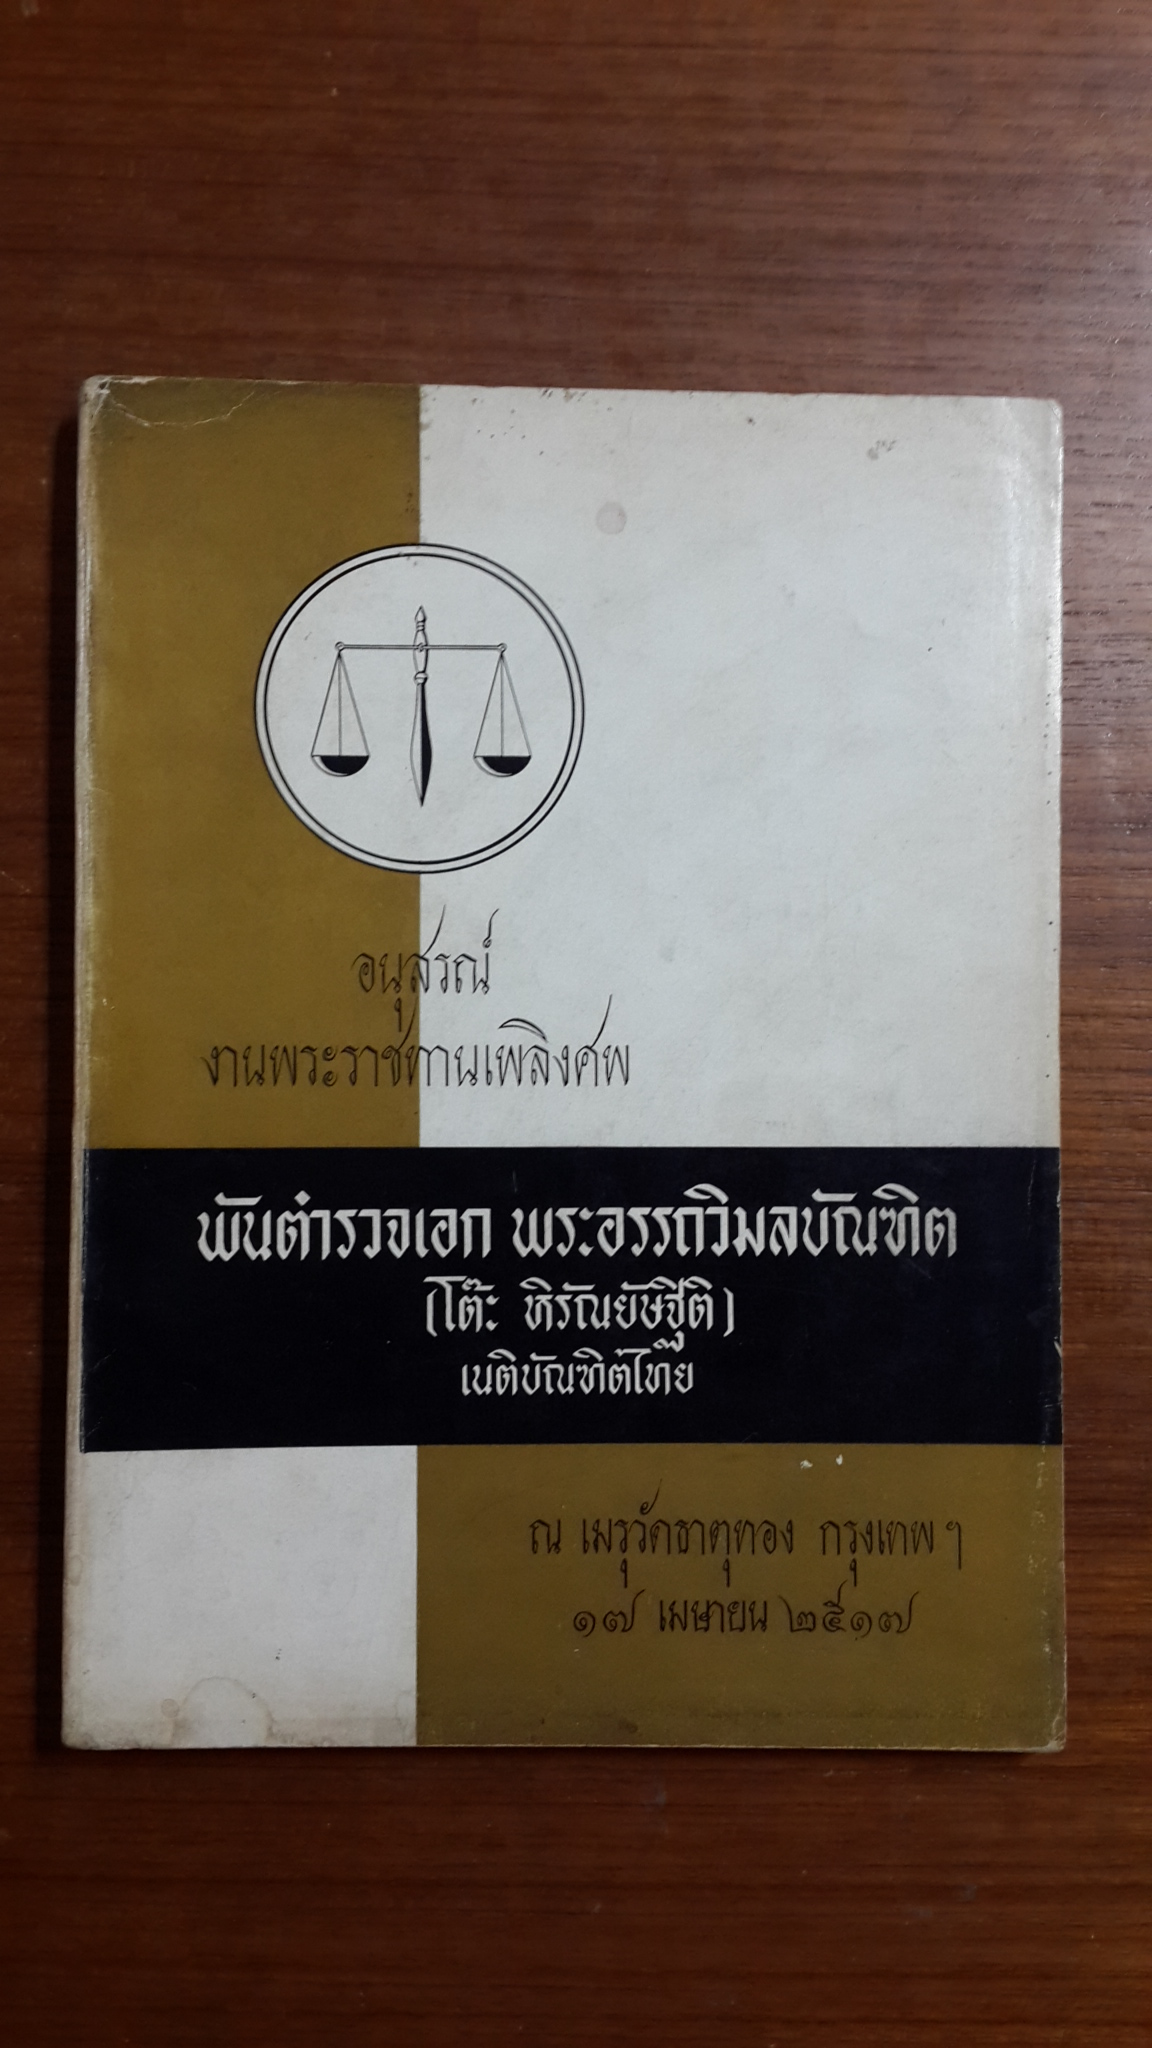 อนุสรณ์
งานพระราชทานเพลิงศพ
พันตำรวจเอก พระอรรถวิมลบัณฑิต
(โต๊ะ หิรัณยัษฐิติ)
เนติบัณฑิตไทย
ณ เมรุวัดธาตุทอง กรุงเทพฯ
๑๗ เมษายน ๒๕๑๗